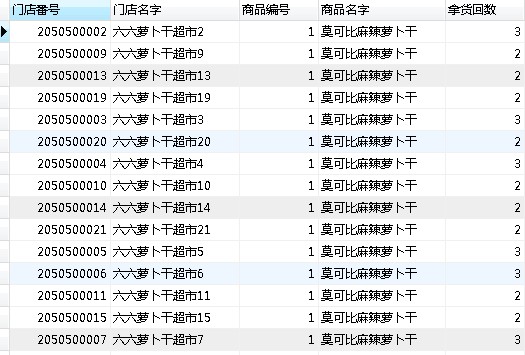 门店番号 门店名字 商品编号 商品名字 拿货回数
2050500002 六六萝卜干超市2 1 莫可比麻辣萝卜干 3
2050500009 六六萝卜干超市9 1 莫可比麻辣萝卜干 2
2050500013 六六萝卜干超市13 1 莫可比麻辣萝卜干 2
2050500019 六六萝卜干超市19 1 莫可比麻辣萝卜干 2
2050500003 六六萝卜干超市3 1 莫可比麻辣萝卜干 3
2050500020 六六萝卜干超市20 1 莫可比麻辣萝卜干 2
2050500004 六六萝卜干超市4 1 莫可比麻辣萝卜干 3
2050500010 六六萝卜干超市10 1 莫可比麻辣萝卜干 2
2050500014 六六萝卜干超市14 1 莫可比麻辣萝卜干 2
2050500021 六六萝卜干超市21 1 莫可比麻辣萝卜干 2
2050500005 六六萝卜干超市5 1 莫可比麻辣萝卜干 3
2050500006 六六萝卜干超市6 1 莫可比麻辣萝卜干 3
2050500011 六六萝卜干超市11 1 莫可比麻辣萝卜干 2
2050500015 六六萝卜干超市15 1 莫可比麻辣萝卜干 2
2050500007 六六萝卜干超市7 1 莫可比麻辣萝卜干 3